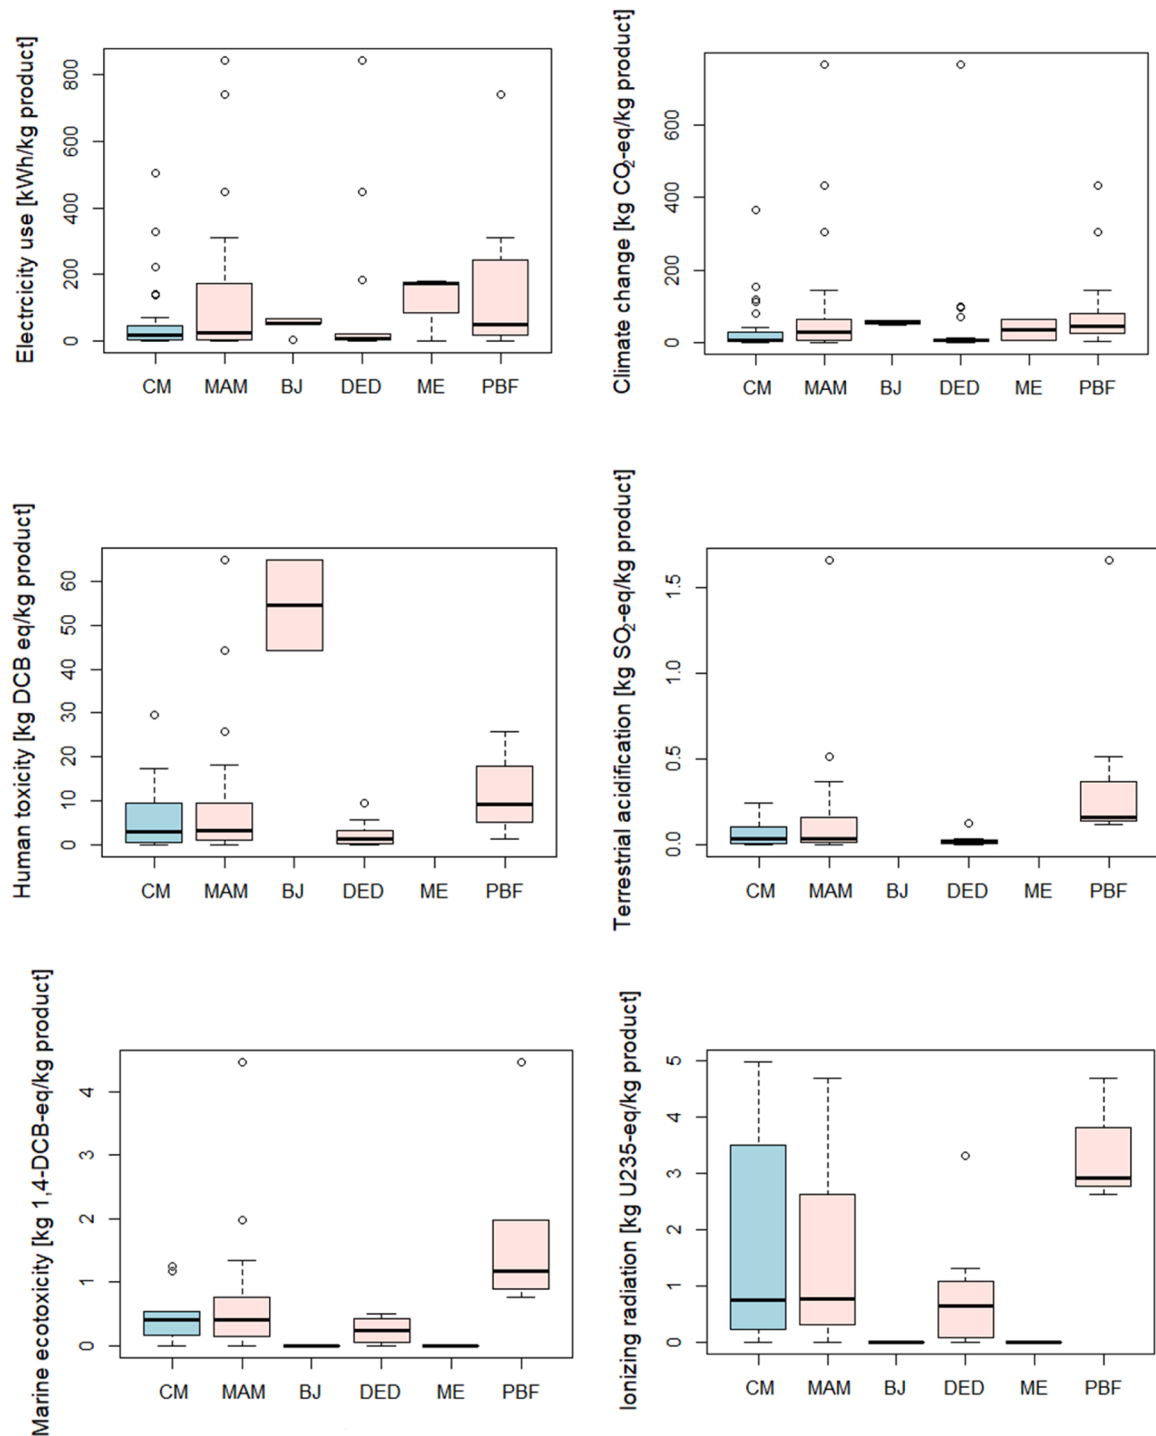 Electrcicity use [kWh/kg product]
800
600
400
200
0
CM MAM BJ DED ME PBF
Climate change [kg CO2-eq/kg product]
600
400
200
0
CM MAM BJ DED ME PBF
Human toxicity [kg DCB eq/kg product]
60
50
40
30
20
10
0
CM MAM BJ DED ME PBF
Terrestrial acidification [kg SO2-eq/kg product]
1.5
1.0
0.5
0.0
CM MAM BJ DED ME PBF
Marine ecotoxicity [kg 1,4-DCB-eq/kg product]
4
3
2
1
0
CM MAM BJ DED ME PBF
Ionizing radiation [kg U235-eq/kg product]
5
4
3
2
1
0
CM MAM BJ DED ME PBF